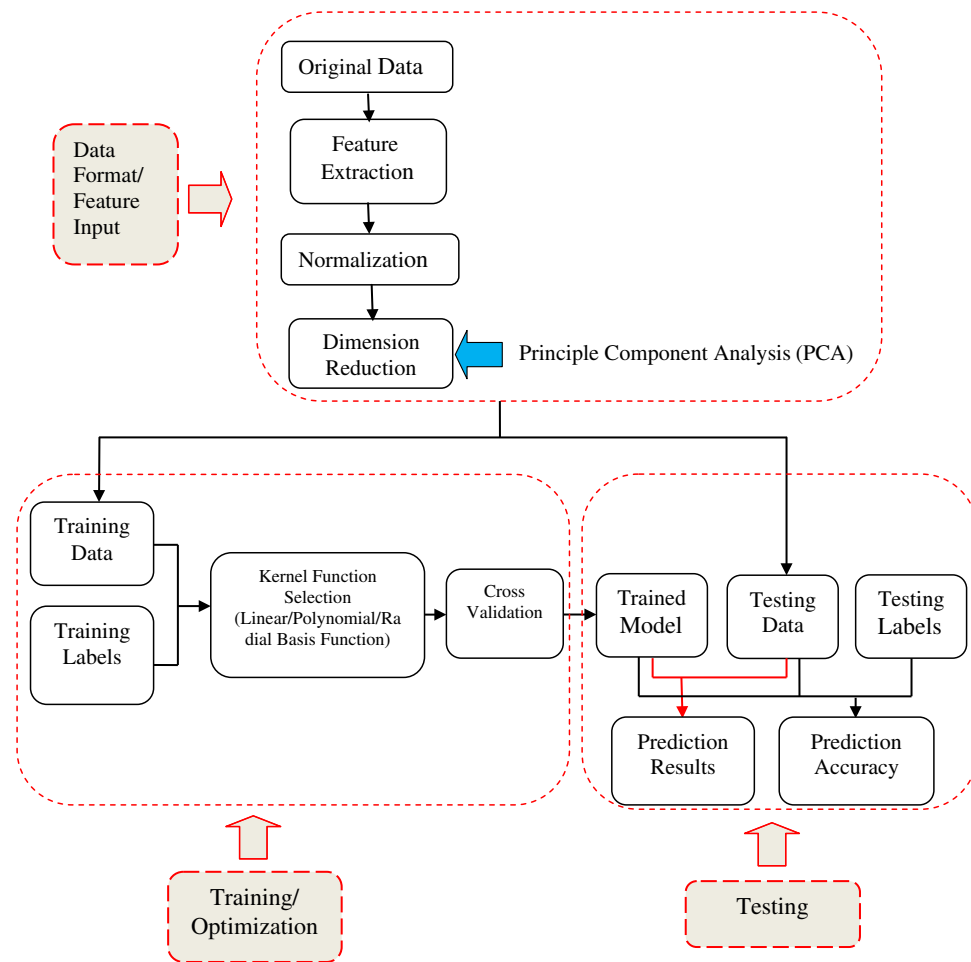 Original Data
Feature
Extraction
Normalization
Dimension
Reduction
Principle Component Analysis (PCA)
Data
Format/
Feature
Input
Training
Data
Training
Labels
Kernel Function
Selection
(Linear/Polynomial/Ra
dial Basis Function)
Cross
Validation
Trained
Model
Testing
Data
Testing
Labels
Prediction
Results
Prediction
Accuracy
Training/
Optimization
Testing